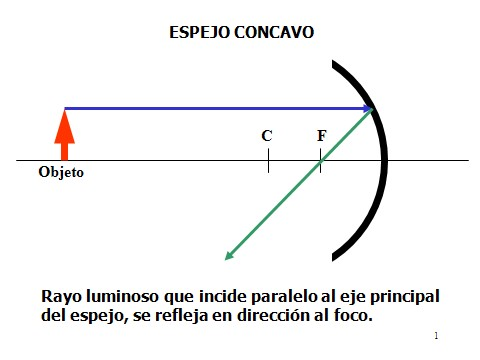 ESPEJO CONCAVO
C F
Objeto
Rayo luminoso que incide paralelo al eje principal
del espejo, se refleja en dirección al foco.
1